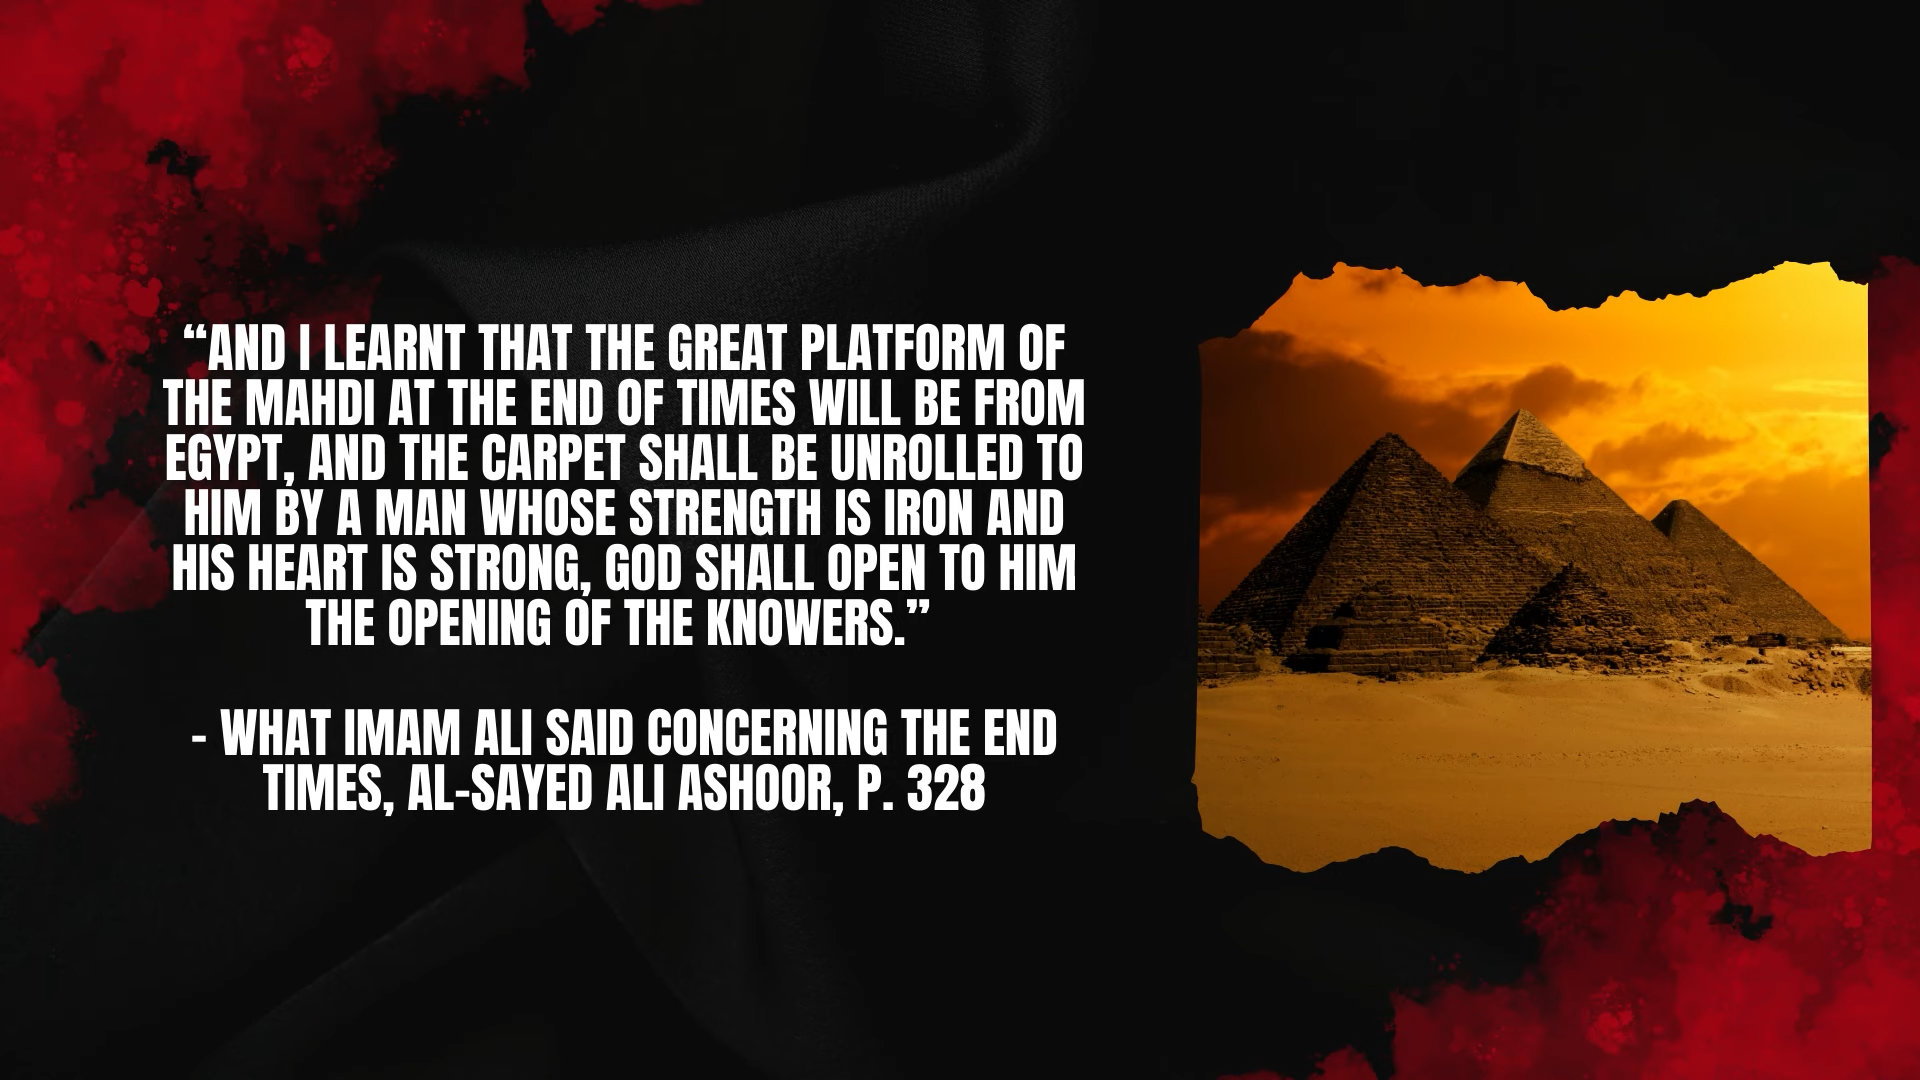 “AND I LEARNT THAT THE GREAT PLATFORM OF
THE MAHDI AT THE END OF TIMES WILL BE FROM
EGYPT, AND THE CARPET SHALL BE UNROLLED TO
HIM BY A MAN WHOSE STRENGTH IS IRON AND
HIS HEART IS STRONG, GOD SHALL OPEN TO HIM
THE OPENING OF THE KNOWERS.”
- WHAT IMAM ALI SAID CONCERNING THE END
TIMES, AL-SAYED ALI ASHOOR, P. 328